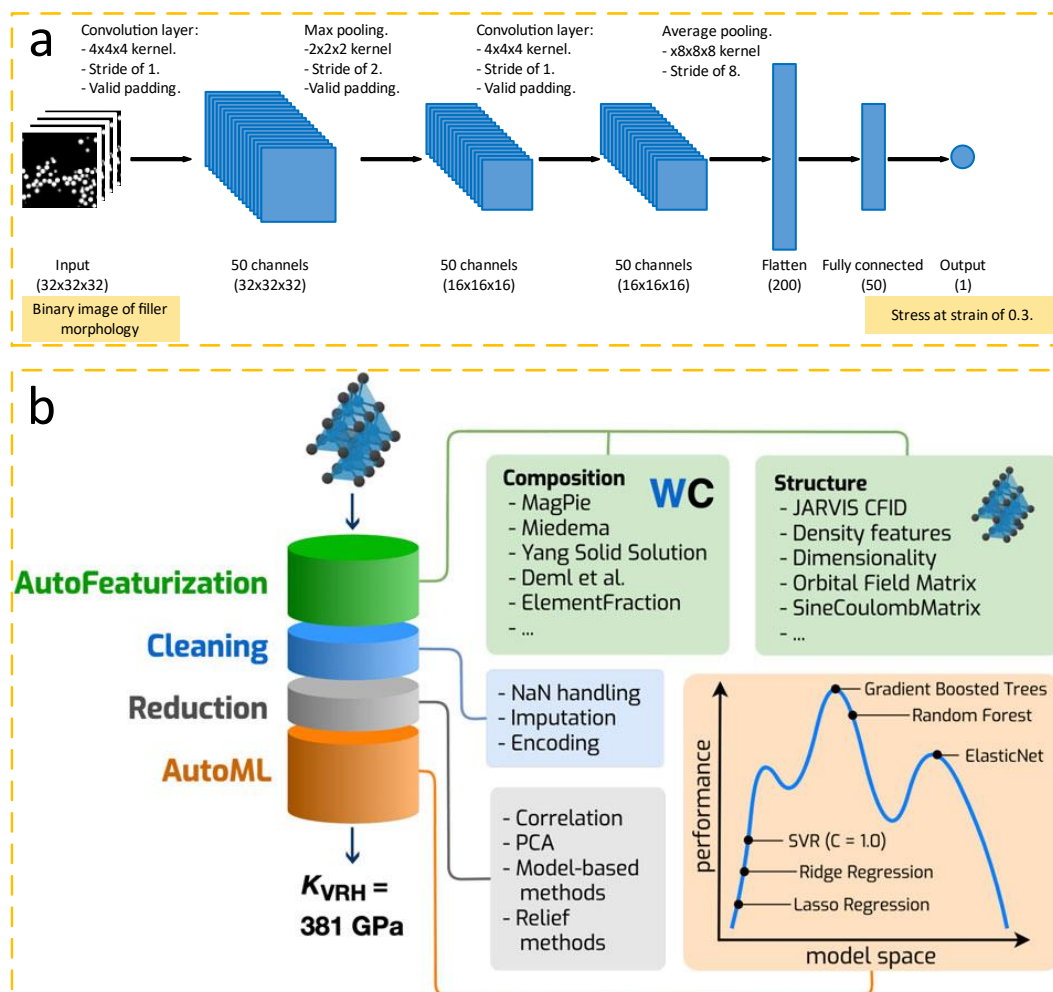 a
Convolution layer:
- 4x4x4 kernel.
- Stride of 1.
- Valid padding.
Max pooling.
-2x2x2 kernel
- Stride of 2.
-Valid padding.
Convolution layer:
- 4x4x4 kernel.
- Stride of 1.
- Valid padding.
Average pooling.
- x8x8x8 kernel
- Stride of 8.
Input
(32x32x32)
50 channels
(32x32x32)
50 channels
(16x16x16)
50 channels
(16x16x16)
Flatten
(200)
Fully connected
(50)
Output
(1)
Binary image of filler
morphology
Stress at strain of 0.3.
b
AutoFeaturization
Cleaning
Reduction
AutoML
K VRH =
381 GPa
Composition
WC
- MagPie
- Miedema
- Yang Solid Solution
- Deml et al.
- ElementFraction
- ...
Structure
- JARVIS CFID
- Density features
- Dimensionality
- Orbital Field Matrix
- SineCoulombMatrix
- ...
- NaN handling
- Imputation
- Encoding
- Correlation
- PCA
- Model-based
methods
- Relief
methods
performance
Gradient Boosted Trees
Random Forest
ElasticNet
SVR (C = 1.0)
Ridge Regression
Lasso Regression
model space